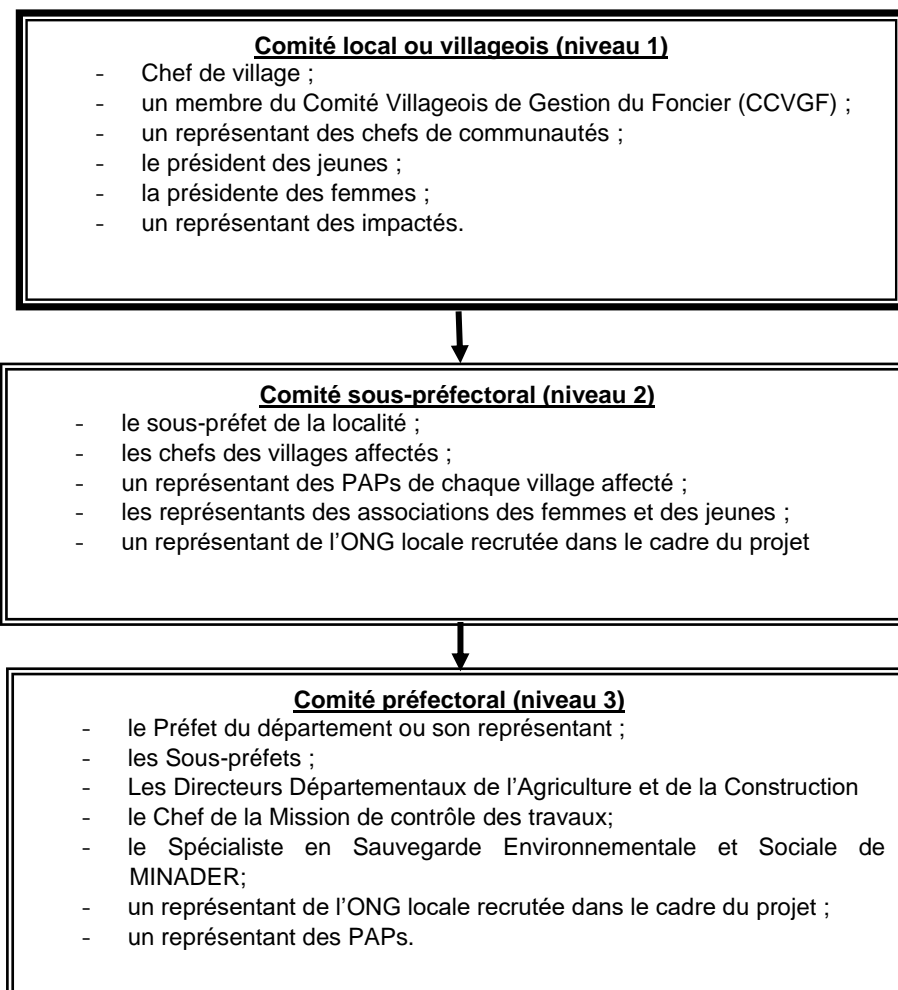 Comité local ou villageois (niveau 1)
- Chef de village ;
- un membre du Comité Villageois de Gestion du Foncier (CCVGF) ;
- un représentant des chefs de communautés ;
- le président des jeunes ;
- la présidente des femmes ;
- un représentant des impactés.
Comité sous-préfectoral (niveau 2)
- le sous-préfet de la localité ;
- les chefs des villages affectés ;
- un représentant des PAPs de chaque village affecté ;
- les représentants des associations des femmes et des jeunes ;
- un représentant de l’ONG locale recrutée dans le cadre du projet
Comité préfectoral (niveau 3)
- le Préfet du département ou son représentant ;
- les Sous-préfets ;
- Les Directeurs Départementaux de l’Agriculture et de la Construction
- le Chef de la Mission de contrôle des travaux;
- le Spécialiste en Sauvegarde Environnementale et Sociale de
MINADER;
- un représentant de l’ONG locale recrutée dans le cadre du projet ;
- un représentant des PAPs.